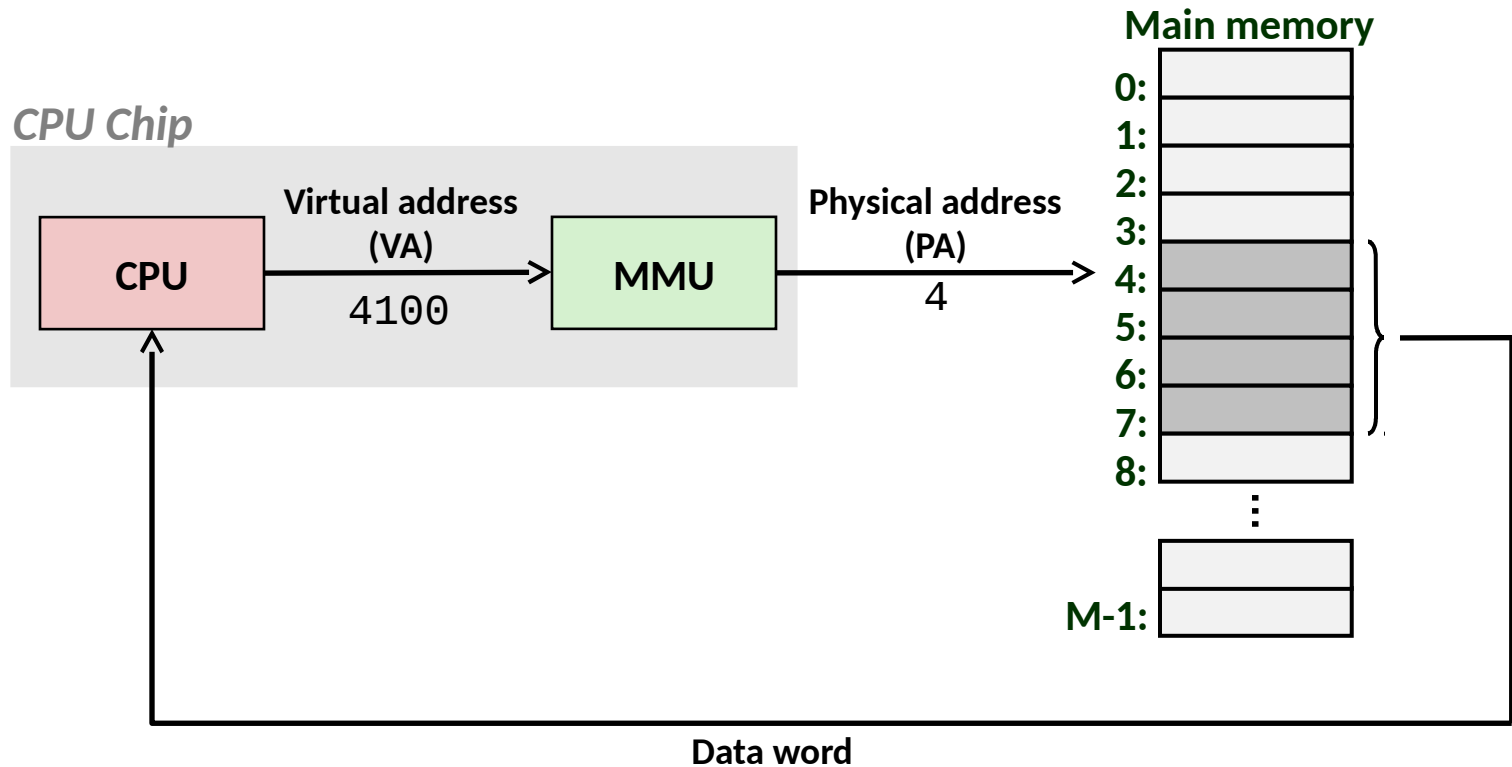 Main memory
CPU Chip
Virtual address
(VA)
Physical address
(PA)
CPU
MMU
4100
4
0:
1:
2:
3:
4:
5:
6:
7:
8:
...
M-1:
Data word